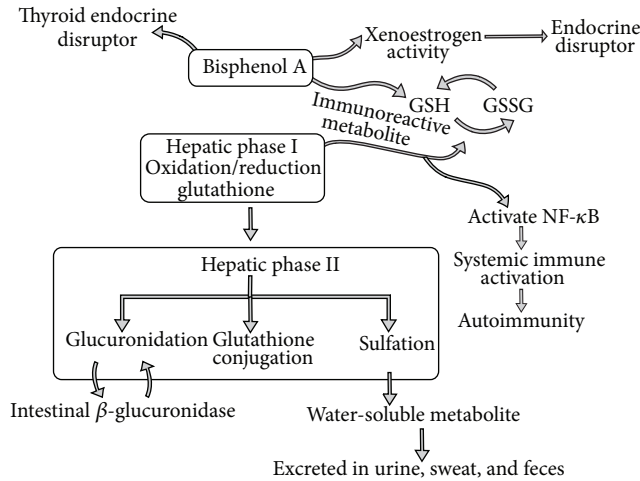 Thyroid endocrine
disruptor
Bisphenol A
Xenoestrogen
activity
Endocrine
disruptor
GSH
GSSG
Immunoreactive
metabolite
Hepatic phase I
Oxidation/reduction
glutathione
Activate NF-κB
Systemic immune
activation
Autoimmunity
Hepatic phase II
Glucuronidation
Glutathione
conjugation
Sulfation
Intestinal β-glucuronidase
Water-soluble metabolite
Excreted in urine, sweat, and feces